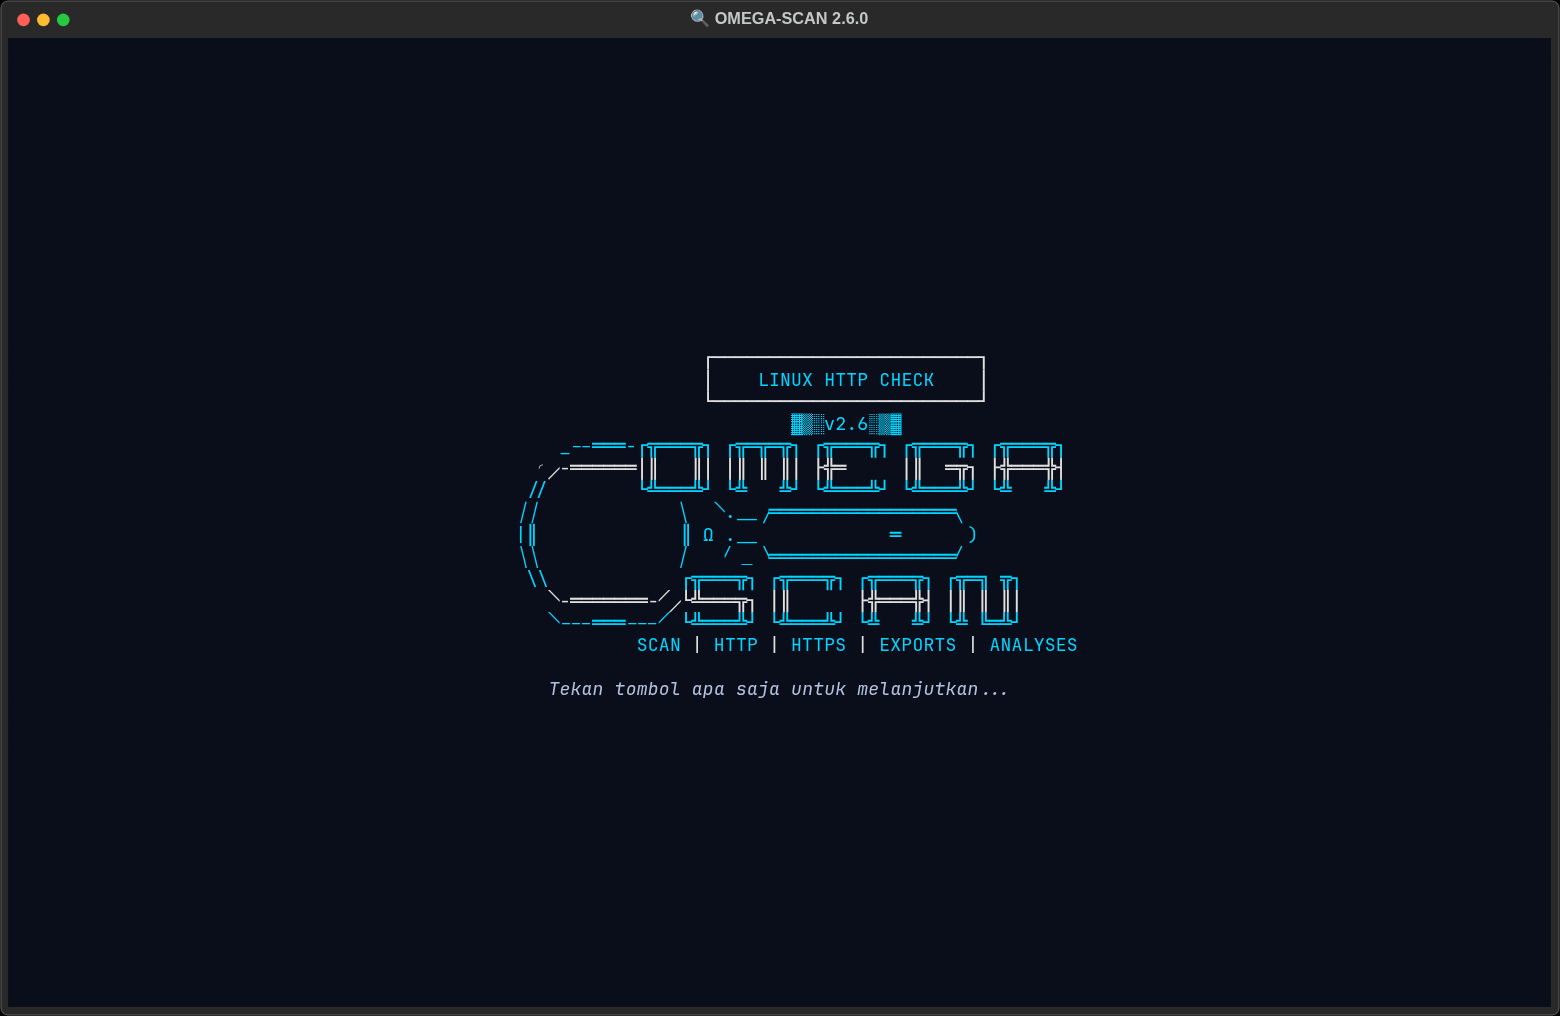 🔍 OMEGA-SCAN 2.6.0
LINUX HTTP CHECK
v2.6
OMEGA
Ω
SCAN
SCAN | HTTP | HTTPS | EXPORTS | ANALYSES
Tekan tombol apa saja untuk melanjutkan...